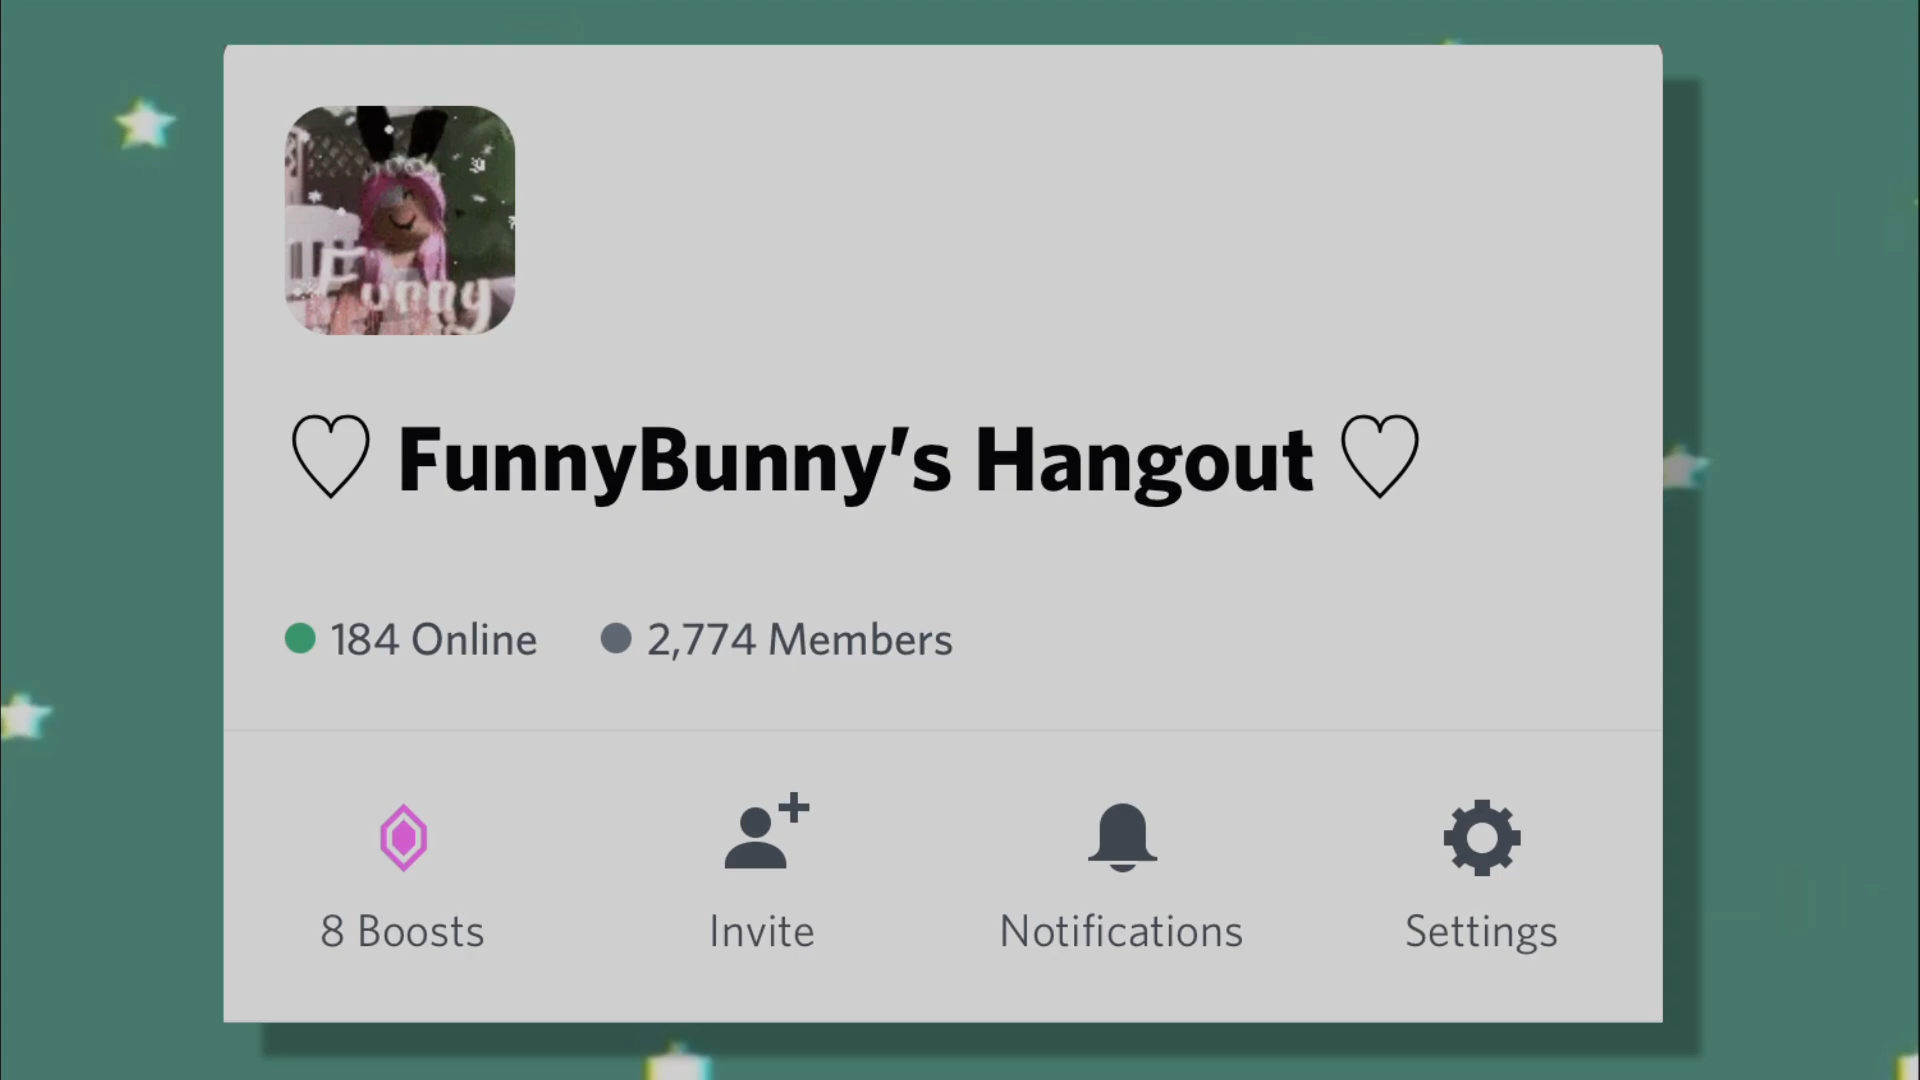 Funny
♡ FunnyBunny’s Hangout ♡
184 Online 2,774 Members
8 Boosts Invite Notifications Settings